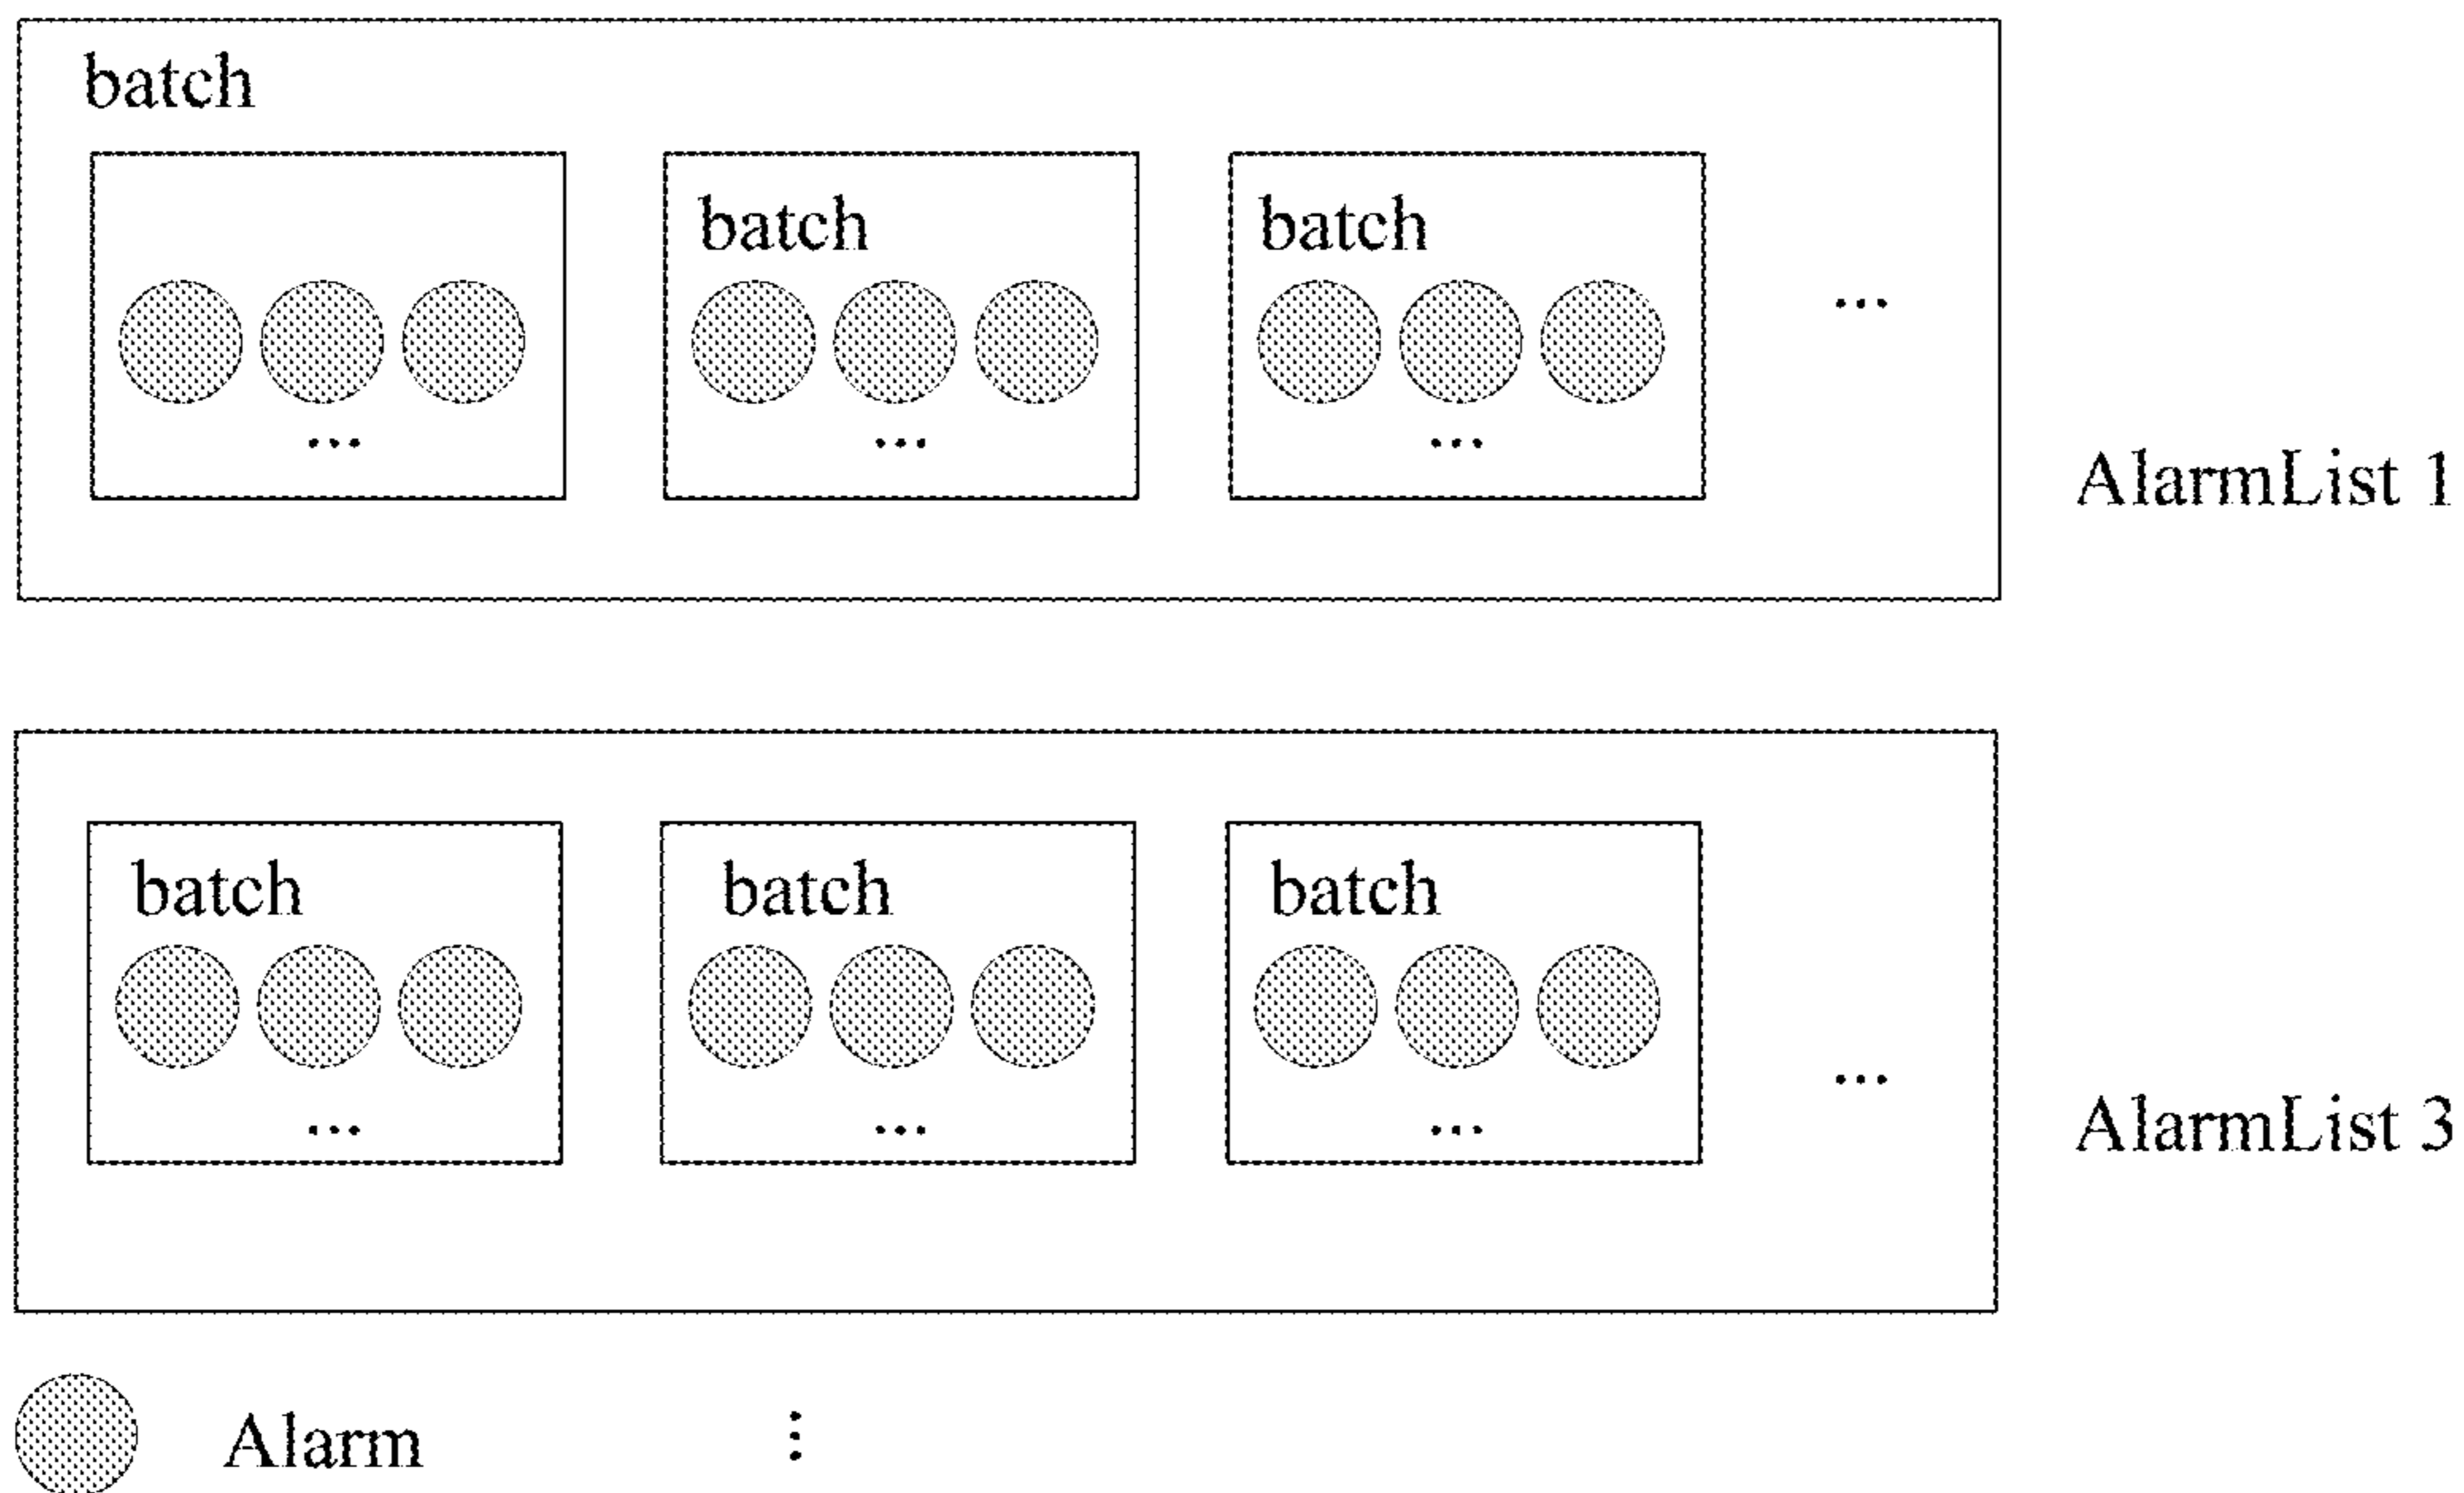 batch
batch batch
...
... ... ...
AlarmList 1
batch batch batch
...
... ... ...
AlarmList 3
Alarm
⋮